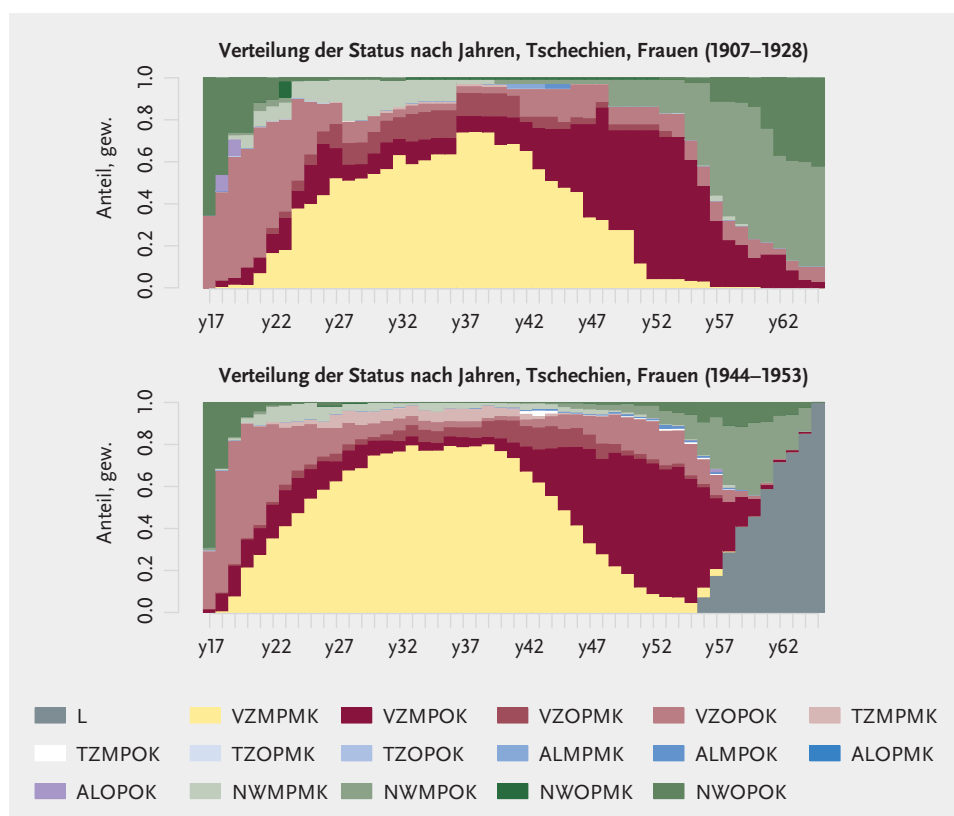 Verteilung der Status nach Jahren, Tschechien, Frauen (1907–1928)
Anteil, gew.
1.0
0.8
0.6
0.4
0.2
0.0
y17 y22 y27 y32 y37 y42 y47 y52 y57 y62
Verteilung der Status nach Jahren, Tschechien, Frauen (1944–1953)
Anteil, gew.
1.0
0.8
0.6
0.4
0.2
0.0
y17 y22 y27 y32 y37 y42 y47 y52 y57 y62
L VZMPMK VZMPOK VZOPMK VZOPOK TZMPMK
TZMPOK TZOPMK TZOPOK ALMPMK ALMPOK ALOPMK
ALOPOK NWMPMK NWMPOK NWOPMK NWOPOK